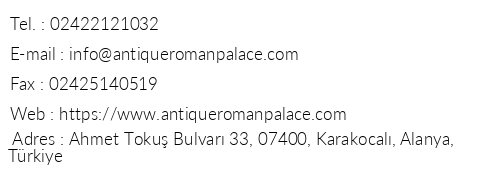 Tel. : 02422121032
E-mail : info@antiqueromanpalace.com
Fax : 02425140519
Web : https://www.antiqueromanpalace.com
Adres : Ahmet Tokuş Bulvarı 33, 07400, Karakocalı, Alanya,
Türkiye